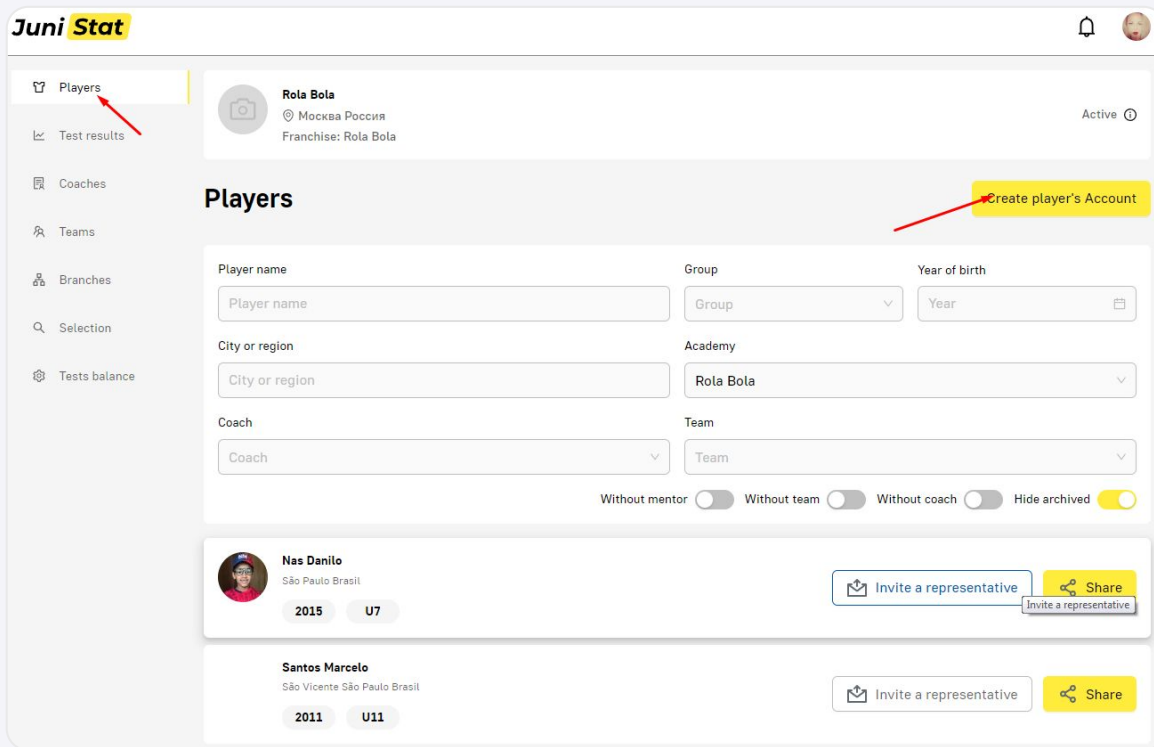 Juni Stat
Players
Test results
Coaches
Teams
Branches
Selection
Tests balance
Rola Bola
Москва Россия
Franchise: Rola Bola
Active
Players
Create player's Account
Player name
Player name
Group
Group
Year of birth
Year
City or region
City or region
Academy
Rola Bola
Coach
Coach
Team
Team
Without mentor
Without team
Without coach
Hide archived
Nas Danilo
São Paulo Brasil
2015 U7
Invite a representative
Share
Invite a representative
Santos Marcelo
São Vicente São Paulo Brasil
2011 U11
Invite a representative
Share